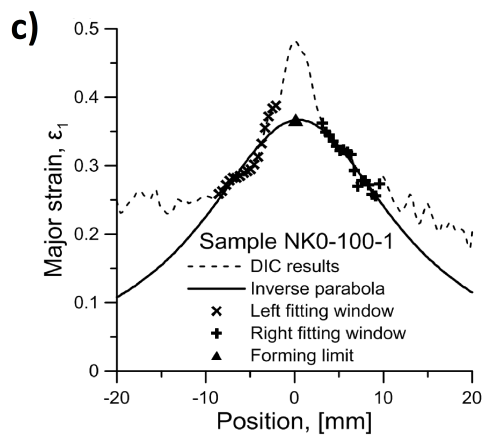 c)
0.5
0.4
0.3
0.2
0.1
0
Major strain, ε1
Sample NK0-100-1
DIC results
Inverse parabola
Left fitting window
Right fitting window
Forming limit
-20
-10
0
10
20
Position, [mm]